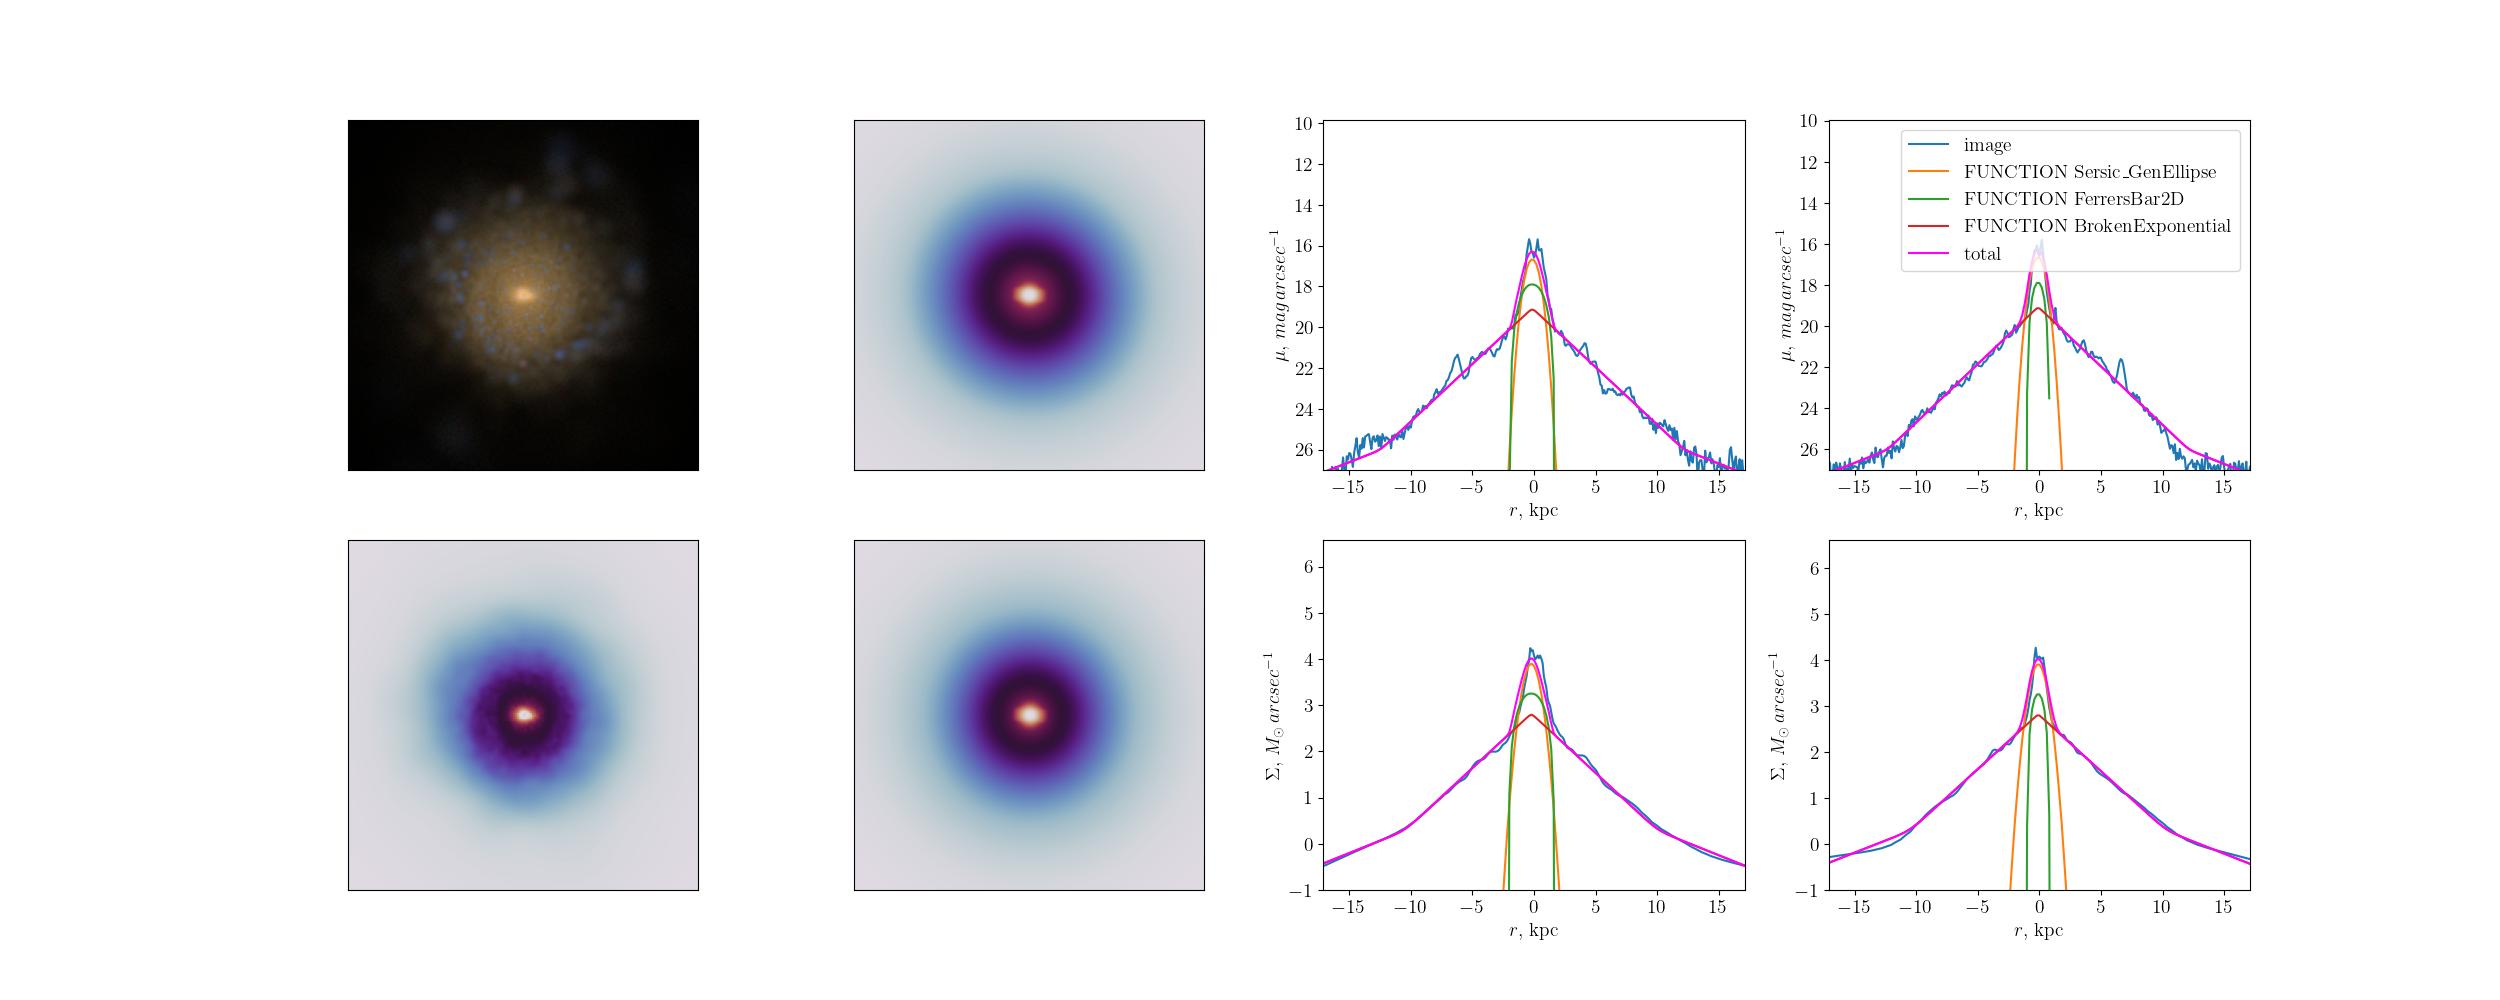 10
12
14
16
18
20
22
24
26
μ, mag arcsec⁻¹
−15 −10 −5 0 5 10 15
r, kpc
10
12
14
16
18
20
22
24
26
μ, mag arcsec⁻¹
image
FUNCTION Sersic_GenEllipse
FUNCTION FerrersBar2D
FUNCTION BrokenExponential
total
−15 −10 −5 0 5 10 15
r, kpc
6
5
4
3
2
1
0
−1
Σ, M⊙ arcsec⁻¹
−15 −10 −5 0 5 10 15
r, kpc
6
5
4
3
2
1
0
−1
Σ, M⊙ arcsec⁻¹
−15 −10 −5 0 5 10 15
r, kpc